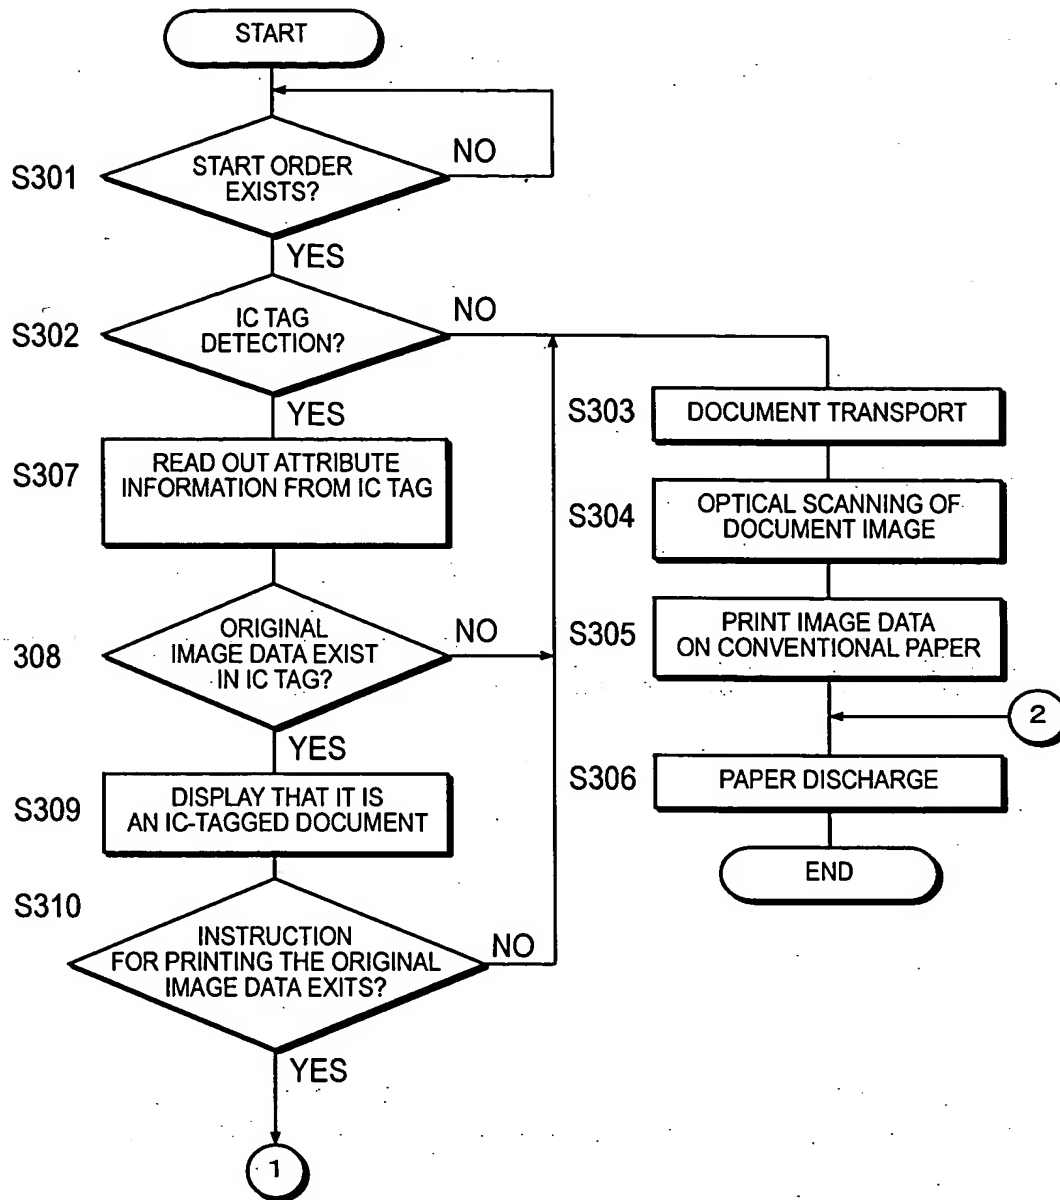 START
S301
START ORDER
EXISTS?
NO
YES
S302
IC TAG
DETECTION?
NO
YES
S307
READ OUT ATTRIBUTE
INFORMATION FROM IC TAG
308
ORIGINAL
IMAGE DATA EXIST
IN IC TAG?
NO
YES
S309
DISPLAY THAT IT IS
AN IC-TAGGED DOCUMENT
S310
INSTRUCTION
FOR PRINTING THE ORIGINAL
IMAGE DATA EXITS?
NO
YES
1
S303
DOCUMENT TRANSPORT
S304
OPTICAL SCANNING OF
DOCUMENT IMAGE
S305
PRINT IMAGE DATA
ON CONVENTIONAL PAPER
2
S306
PAPER DISCHARGE
END